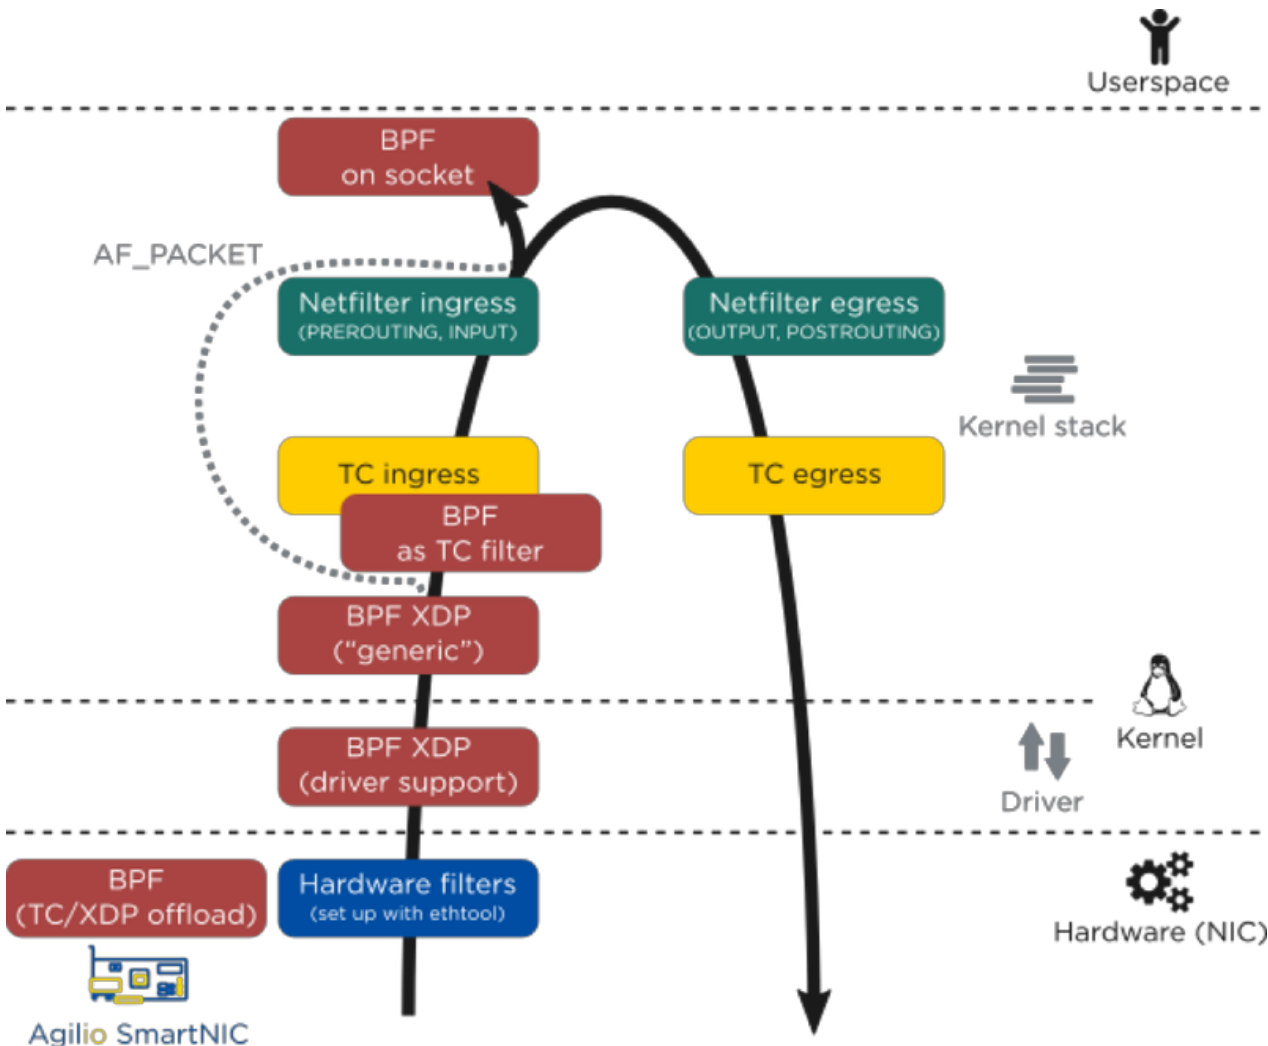 Userspace
BPF
on socket
AF_PACKET
Netfilter ingress
(PREROUTING, INPUT)
Netfilter egress
(OUTPUT, POSTROUTING)
Kernel stack
TC ingress
TC egress
BPF
as TC filter
BPF XDP
(“generic”)
Kernel
BPF XDP
(driver support)
Driver
BPF
(TC/XDP offload)
Hardware filters
(set up with ethtool)
Hardware (NIC)
Agilio SmartNIC